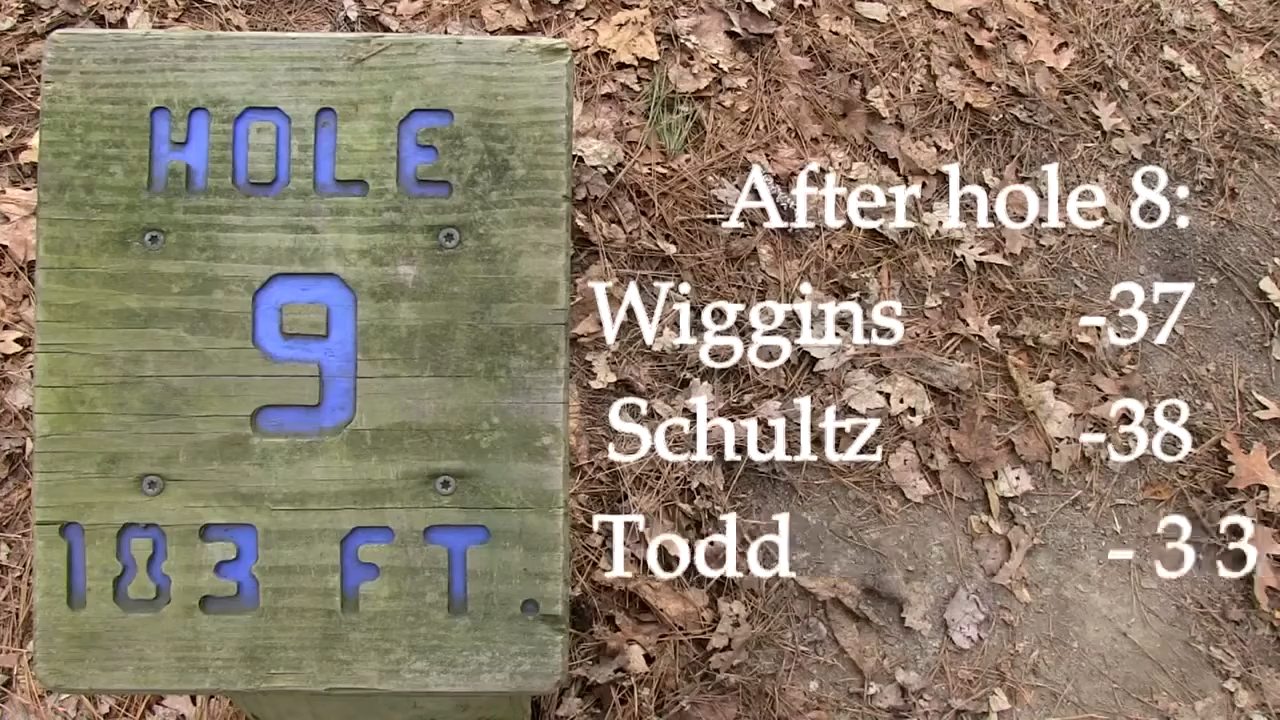 HOLE
9
183 FT.
After hole 8:
Wiggins -37
Schultz -38
Todd - 3 3